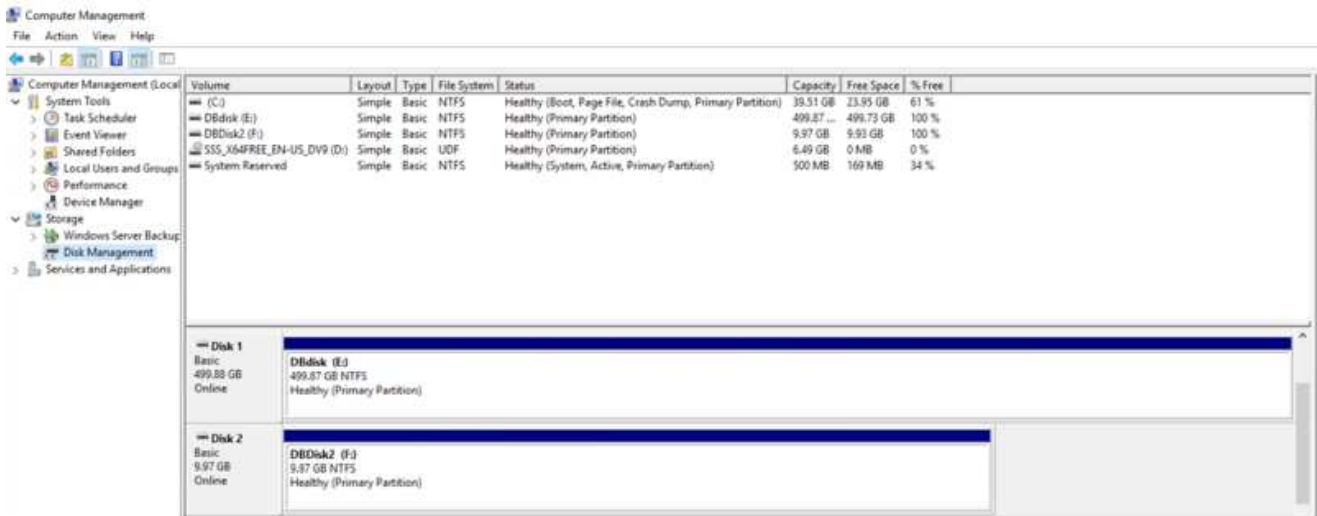 Computer Management
File Action View Help
Computer Management (Local
System Tools
Task Scheduler
Event Viewer
Shared Folders
Local Users and Groups
Performance
Device Manager
Storage
Windows Server Backup
Disk Management
Services and Applications
Volume Layout Type File System Status Capacity Free Space % Free
(C:) Simple Basic NTFS Healthy (Boot, Page File, Crash Dump, Primary Partition) 39.51 GB 23.95 GB 61 %
DBdisk (E:) Simple Basic NTFS Healthy (Primary Partition) 499.87 ... 499.73 GB 100 %
DBDisk2 (F:) Simple Basic NTFS Healthy (Primary Partition) 9.97 GB 9.93 GB 100 %
SSS_X64FREE_EN-US_DV9 (D:) Simple Basic UDF Healthy (Primary Partition) 6.49 GB 0 MB 0 %
System Reserved Simple Basic NTFS Healthy (System, Active, Primary Partition) 500 MB 169 MB 34 %
Disk 1
Basic
499.88 GB
Online
DBdisk (E:)
499.87 GB NTFS
Healthy (Primary Partition)
Disk 2
Basic
9.97 GB
Online
DBDisk2 (F:)
9.97 GB NTFS
Healthy (Primary Partition)